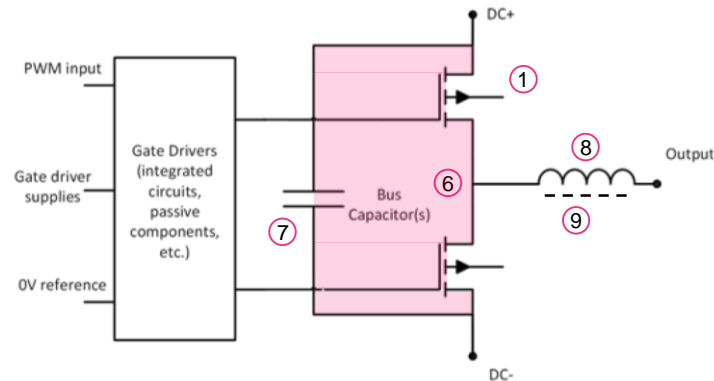 DC+
PWM input
1
Gate Drivers
(integrated
circuits,
passive
components,
etc.)
Gate driver
supplies
Bus
Capacitor(s)
6
7
8
9
Output
0V reference
DC-